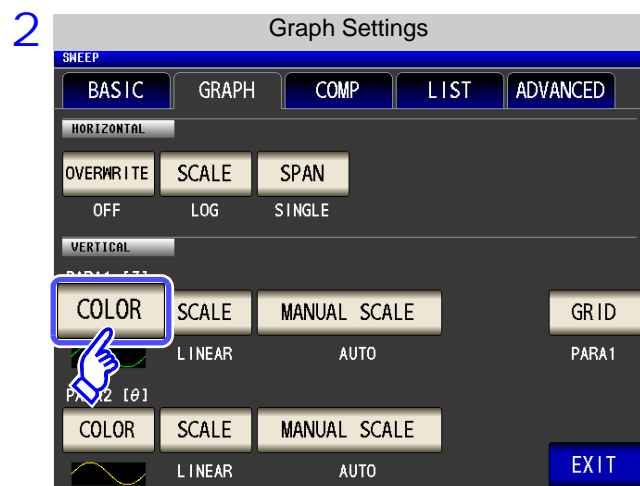 2
Graph Settings
SWEEP
BASIC GRAPH COMP LIST ADVANCED
HORIZONTAL
OVERWRITE SCALE SPAN
OFF LOG SINGLE
VERTICAL
COLOR SCALE MANUAL SCALE GRID
LINEAR AUTO PARA1
[θ]
COLOR SCALE MANUAL SCALE
LINEAR AUTO EXIT